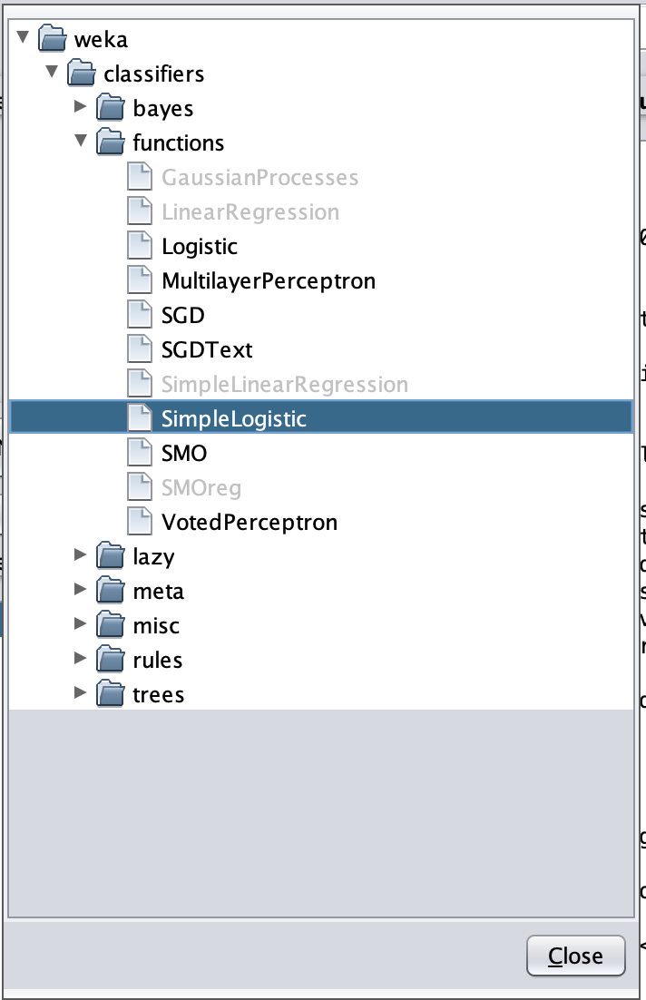 weka
classifiers
bayes
functions
GaussianProcesses
LinearRegression
Logistic
MultilayerPerceptron
SGD
SGDText
SimpleLinearRegression
SimpleLogistic
SMO
SMOreg
VotedPerceptron
lazy
meta
misc
rules
trees
Close